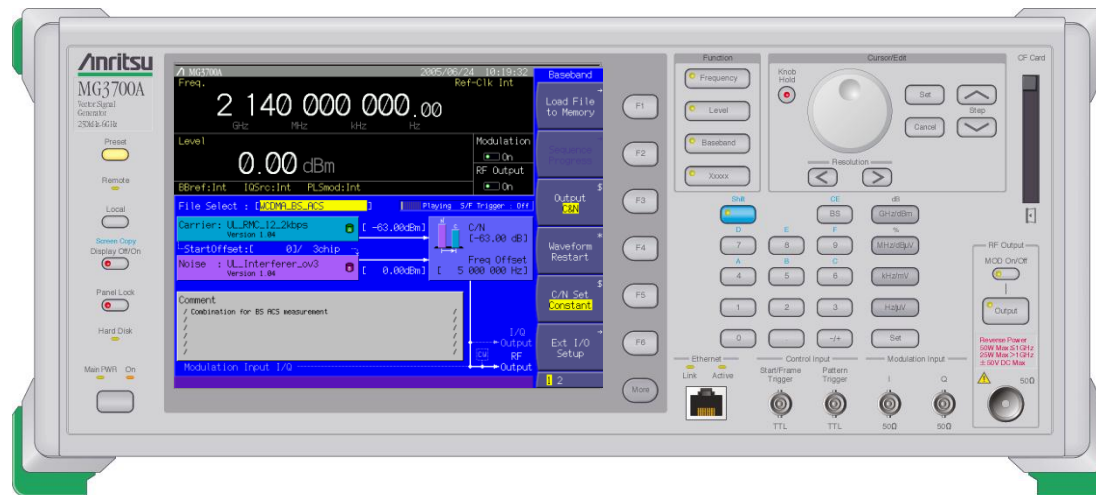 Anritsu
MG3700A
Vector Signal
Generator
250kHz-6GHz
Preset
Remote
Local
Screen Copy
Display Off/On
Panel Lock
Hard Disk
Main PWR On
MG3700A 2005/06/24 10:19:32
Freq. Ref-Clk Int
2 140 000 000.00
GHz MHz kHz Hz
Level
0.00 dBm
Modulation
On
RF Output
On
BBref:Int IQSrc:Int PLSmod:Int
File Select : [WCDMA_BS_ACS ] Playing S/F Trigger : Off
Carrier: UL_RMC_12_2kbps [ -63.00dBm]
Version 1.04
StartOffset:[ 0]/ 3chip
Noise : UL_Interferer_ov3 [ 0.00dBm]
Version 1.04
C/N
[-63.00 dB]
Freq Offset
[ 5 000 000 Hz]
Comment
/ Combination for BS ACS measurement /
/ /
/ /
/ /
/ /
I/Q
Output
CW RF
Output
Modulation Input I/Q
Baseband
Load File
to Memory
Sequence
Progress
Output
C&N
Waveform
Restart
C/N Set
Constant
Ext I/O
Setup
1 2
F1
F2
F3
F4
F5
F6
More
Function
Frequency
Level
Baseband
Xxxxx
Cursor/Edit
Knob
Hold
Set
Cancel
Step
Resolution
CF Card
Shift
CE
BS
dB
GHz/dBm
D
7
E
8
F
9
%
MHz/dBµV
A
4
B
5
C
6
kHz/mV
1
2
3
Hz/µV
0
.
-/+
Set
RF Output
MOD On/Off
Output
Reverse Power
50W Max≤1GHz
25W Max>1GHz
±50V DC Max
50Ω
Ethernet
Link Active
Control Input
Start/Frame
Trigger
Pattern
Trigger
TTL
TTL
Modulation Input
I
Q
50Ω
50Ω